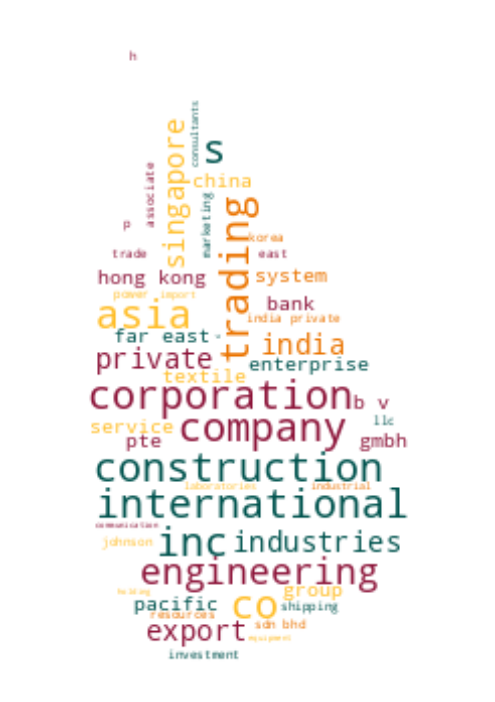 h
consultants
singapore
s
associate
china
marketing
trading
p
korea
trade
east
hong kong
system
power
import
bank
asia
india private
far east
india
private
enterprise
textile
corporation
b v
llc
service
company
pte
gmbh
construction
laboratories
industrial
international
communication
johnson
inc
industries
engineering
holding
group
pacific
co
shipping
resources
export
sdn bhd
equipment
investment